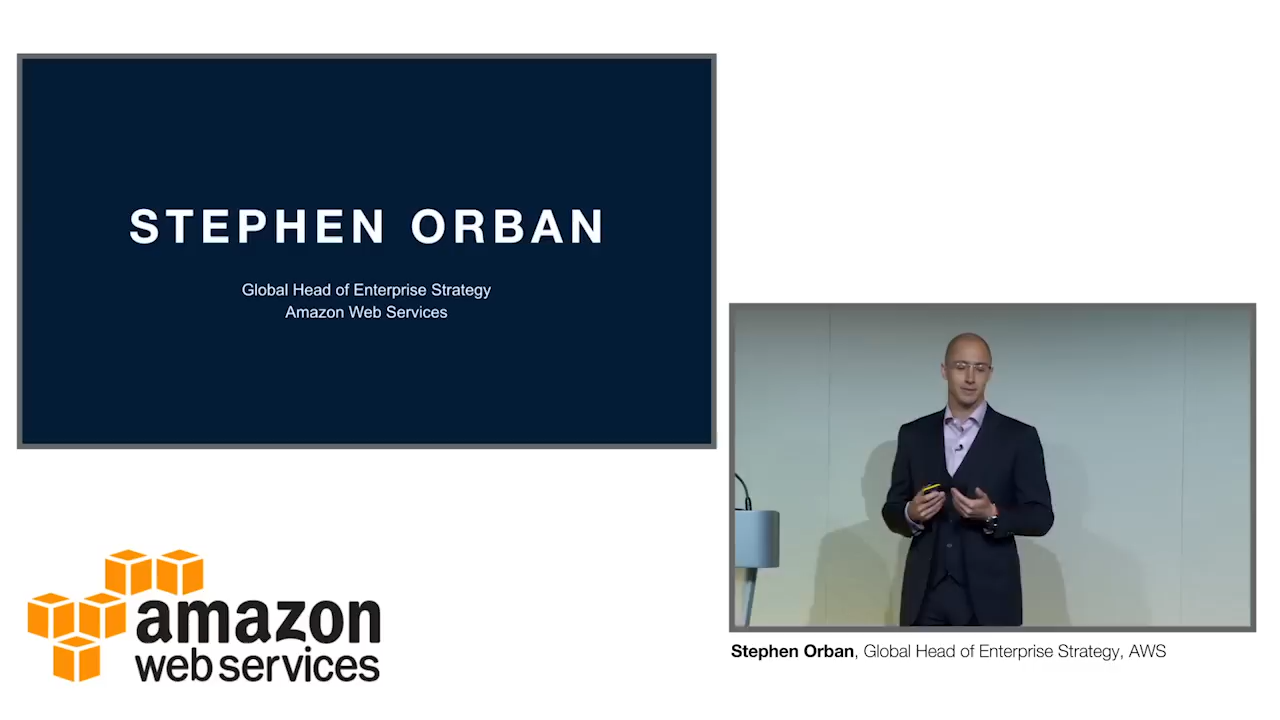 STEPHEN ORBAN
Global Head of Enterprise Strategy
Amazon Web Services
amazon
web services
Stephen Orban, Global Head of Enterprise Strategy, AWS